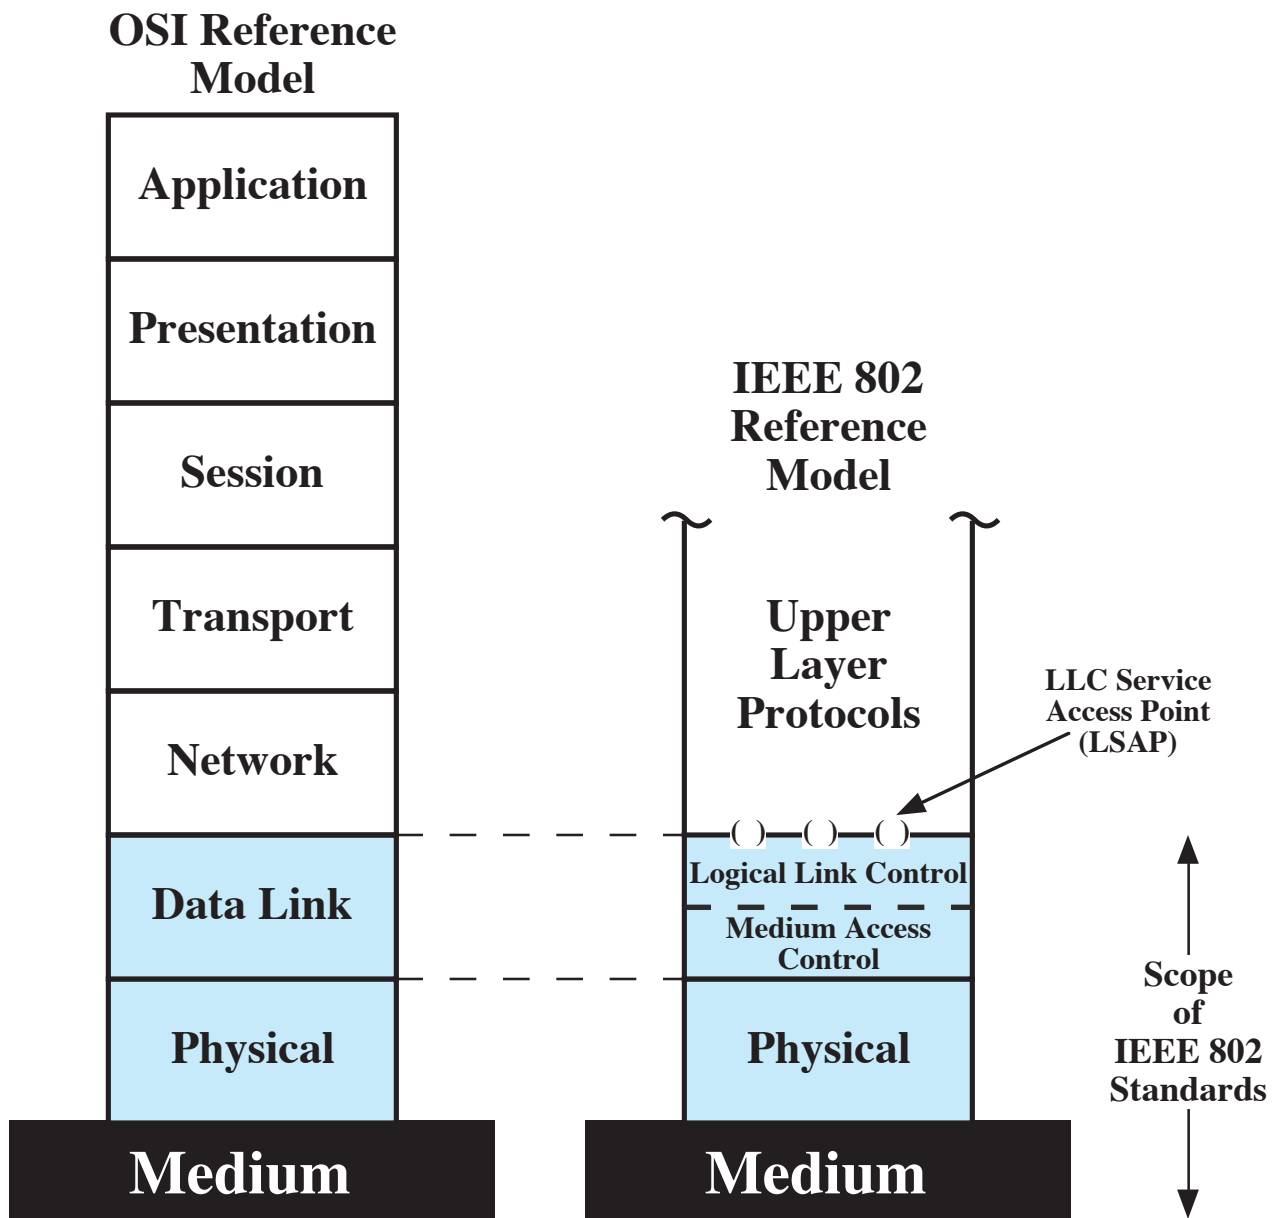 OSI Reference
Model
Application
Presentation
Session
Transport
Network
Data Link
Physical
Medium
IEEE 802
Reference
Model
Upper
Layer
Protocols
LLC Service
Access Point
(LSAP)
( ) ( ) ( )
Logical Link Control
Medium Access
Control
Physical
Medium
Scope
of
IEEE 802
Standards